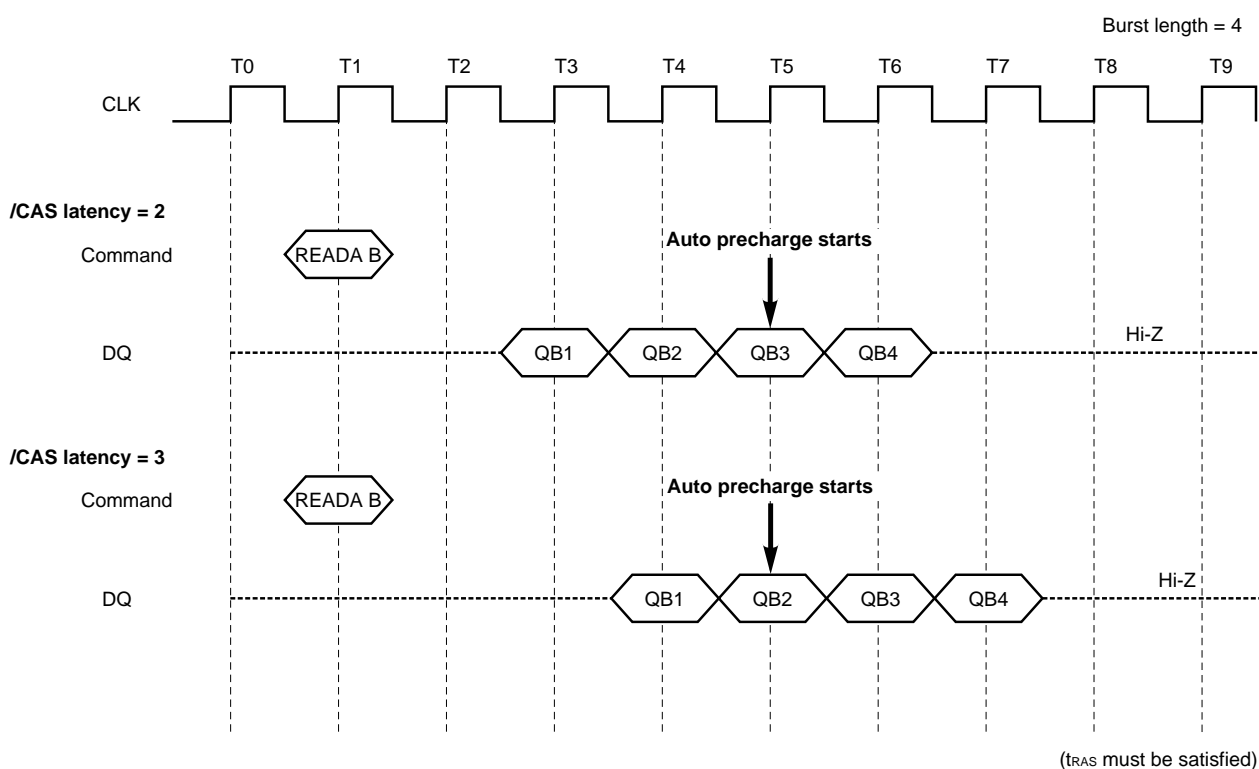 Burst length = 4
T0 T1 T2 T3 T4 T5 T6 T7 T8 T9
CLK
/CAS latency = 2
Command READA B Auto precharge starts
DQ QB1 QB2 QB3 QB4 Hi-Z
/CAS latency = 3
Command READA B Auto precharge starts
DQ QB1 QB2 QB3 QB4 Hi-Z
(tRAS must be satisfied)